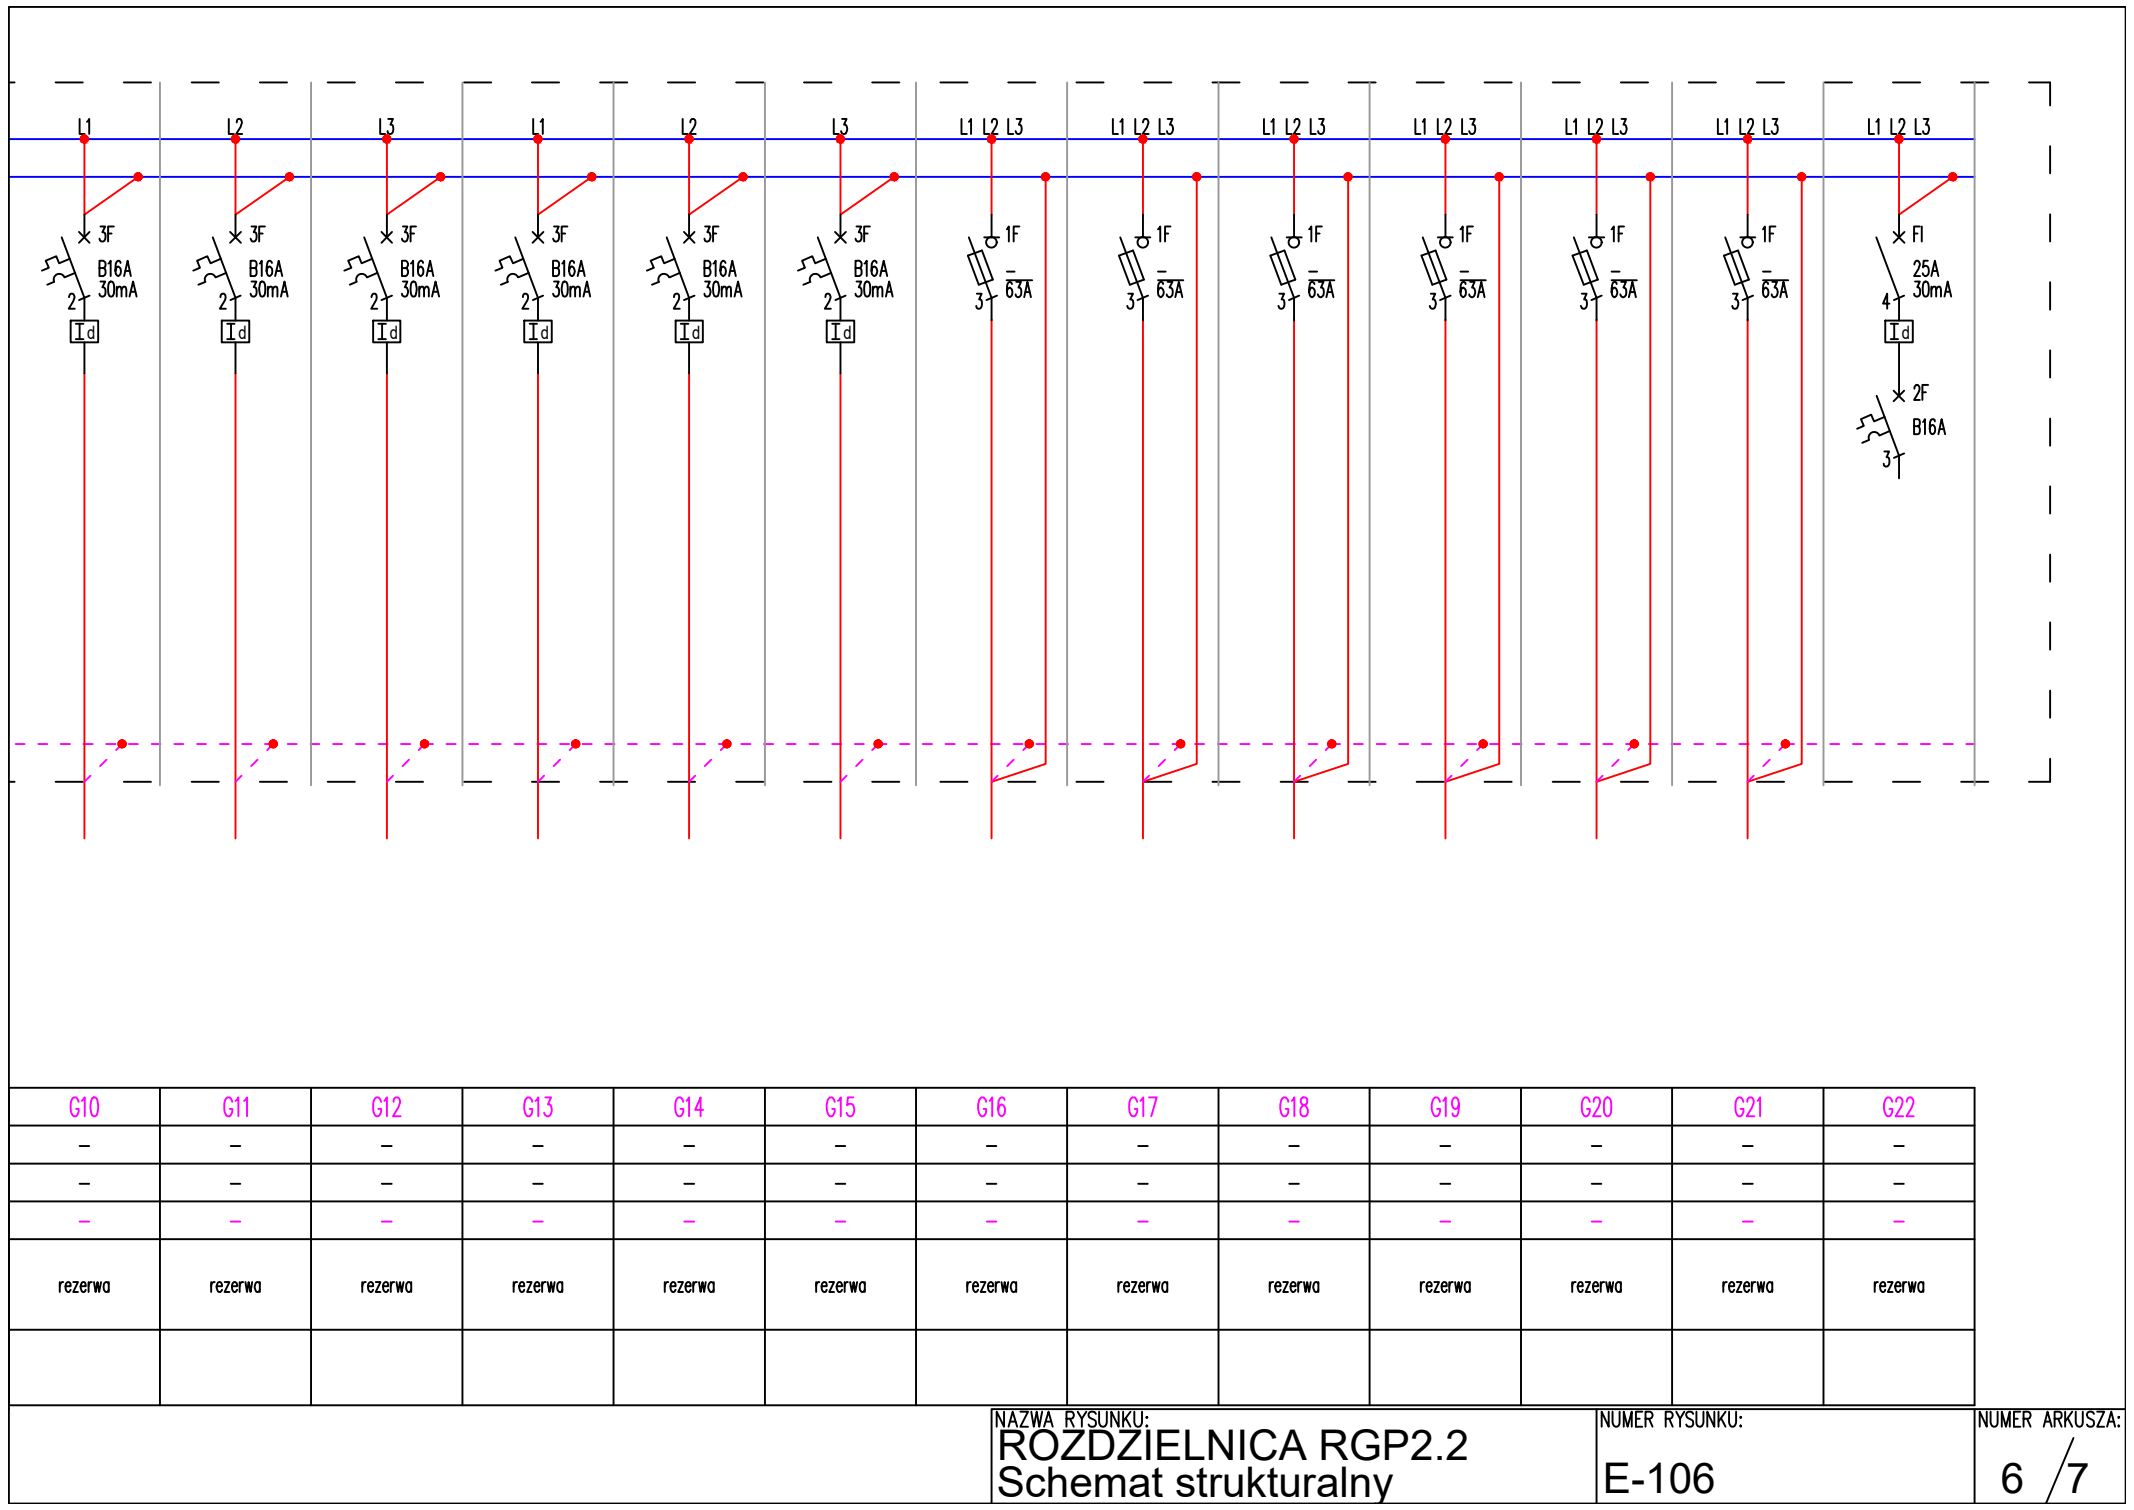 L1 L2 L3 L1 L2 L3 L1 L2 L3 L1 L2 L3 L1 L2 L3 L1 L2 L3 L1 L2 L3 L1 L2 L3 L1 L2 L3
3F 3F 3F 3F 3F 3F 1F 1F 1F 1F 1F 1F FI
B16A B16A B16A B16A B16A B16A - - - - - - 25A
30mA 30mA 30mA 30mA 30mA 30mA 63A 63A 63A 63A 63A 63A 30mA
2 2 2 2 2 2 3 3 3 3 3 3 4
Id Id Id Id Id Id Id
2F
B16A
3
G10 G11 G12 G13 G14 G15 G16 G17 G18 G19 G20 G21 G22
- - - - - - - - - - - - -
- - - - - - - - - - - - -
- - - - - - - - - - - - -
rezerwa rezerwa rezerwa rezerwa rezerwa rezerwa rezerwa rezerwa rezerwa rezerwa rezerwa rezerwa rezerwa
NAZWA RYSUNKU:
ROZDZIELNICA RGP2.2
Schemat strukturalny
NUMER RYSUNKU:
E-106
NUMER ARKUSZA:
6 / 7